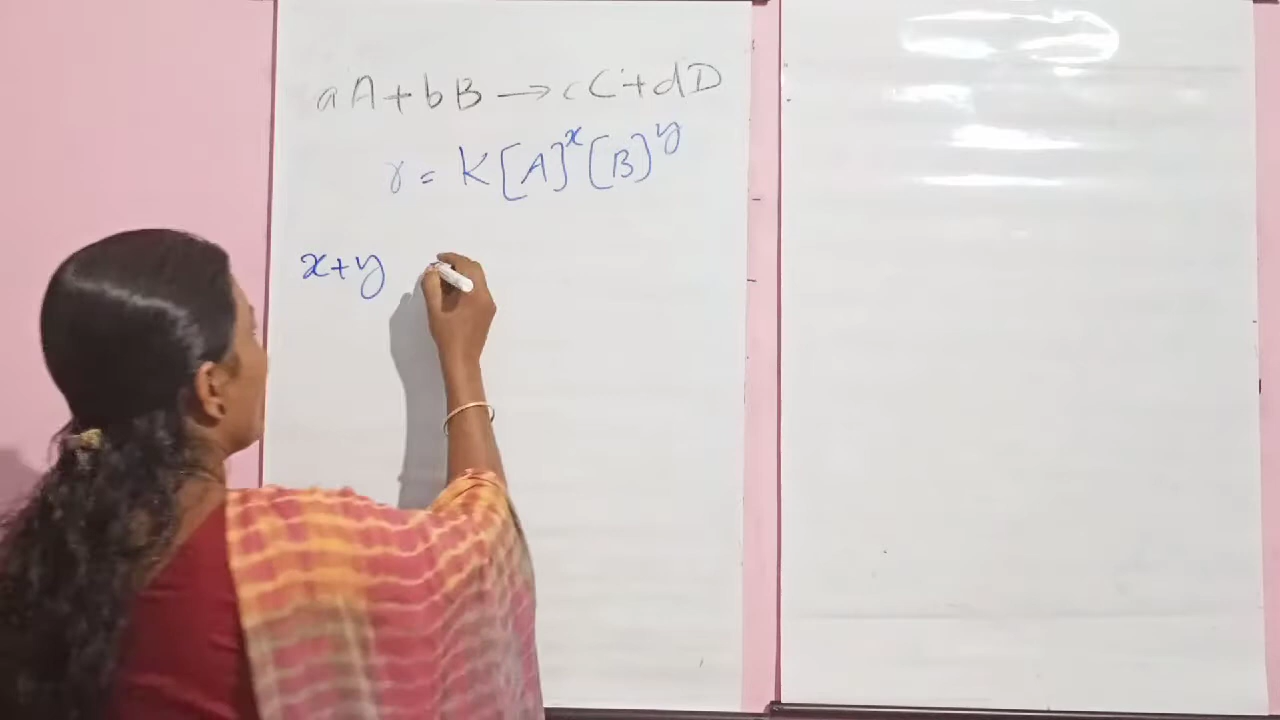 aA + bB → cC + dD
r = K[A]^x [B]^y
x+y